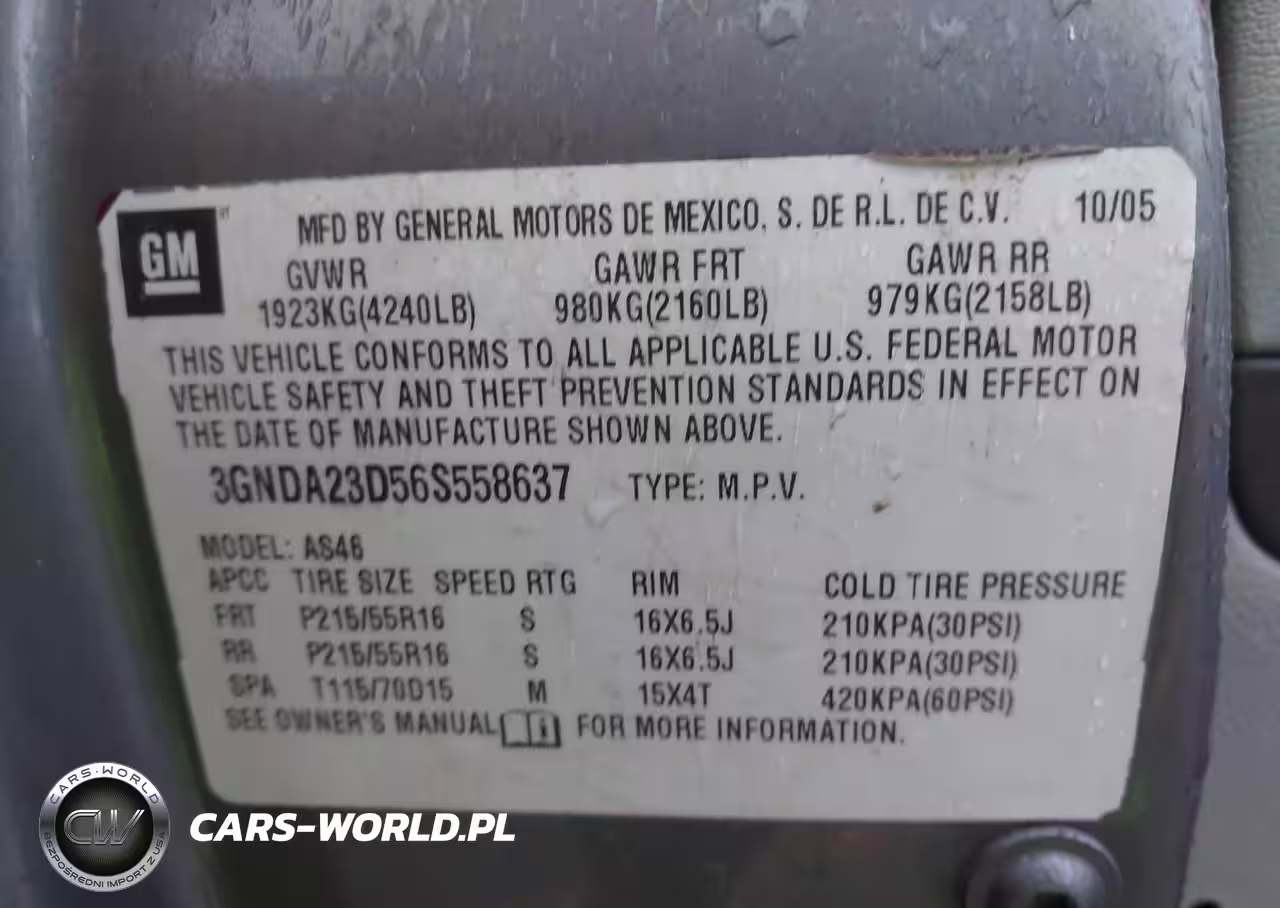 GM
MFD BY GENERAL MOTORS DE MEXICO, S. DE R.L. DE C.V. 10/05
GVWR GAWR FRT GAWR RR
1923KG(4240LB) 980KG(2160LB) 979KG(2158LB)
THIS VEHICLE CONFORMS TO ALL APPLICABLE U.S. FEDERAL MOTOR
VEHICLE SAFETY AND THEFT PREVENTION STANDARDS IN EFFECT ON
THE DATE OF MANUFACTURE SHOWN ABOVE.
3GNDA23D56S558637 TYPE: M.P.V.
MODEL: AS46
APCC TIRE SIZE SPEED RTG RIM COLD TIRE PRESSURE
FRT P215/55R16 S 16X6.5J 210KPA(30PSI)
RR P215/55R16 S 16X6.5J 210KPA(30PSI)
SPA T115/70D15 M 15X4T 420KPA(60PSI)
SEE OWNER'S MANUAL i FOR MORE INFORMATION.
CARS-WORLD
CW
BEZPOŚREDNI IMPORT Z USA
CARS-WORLD.PL